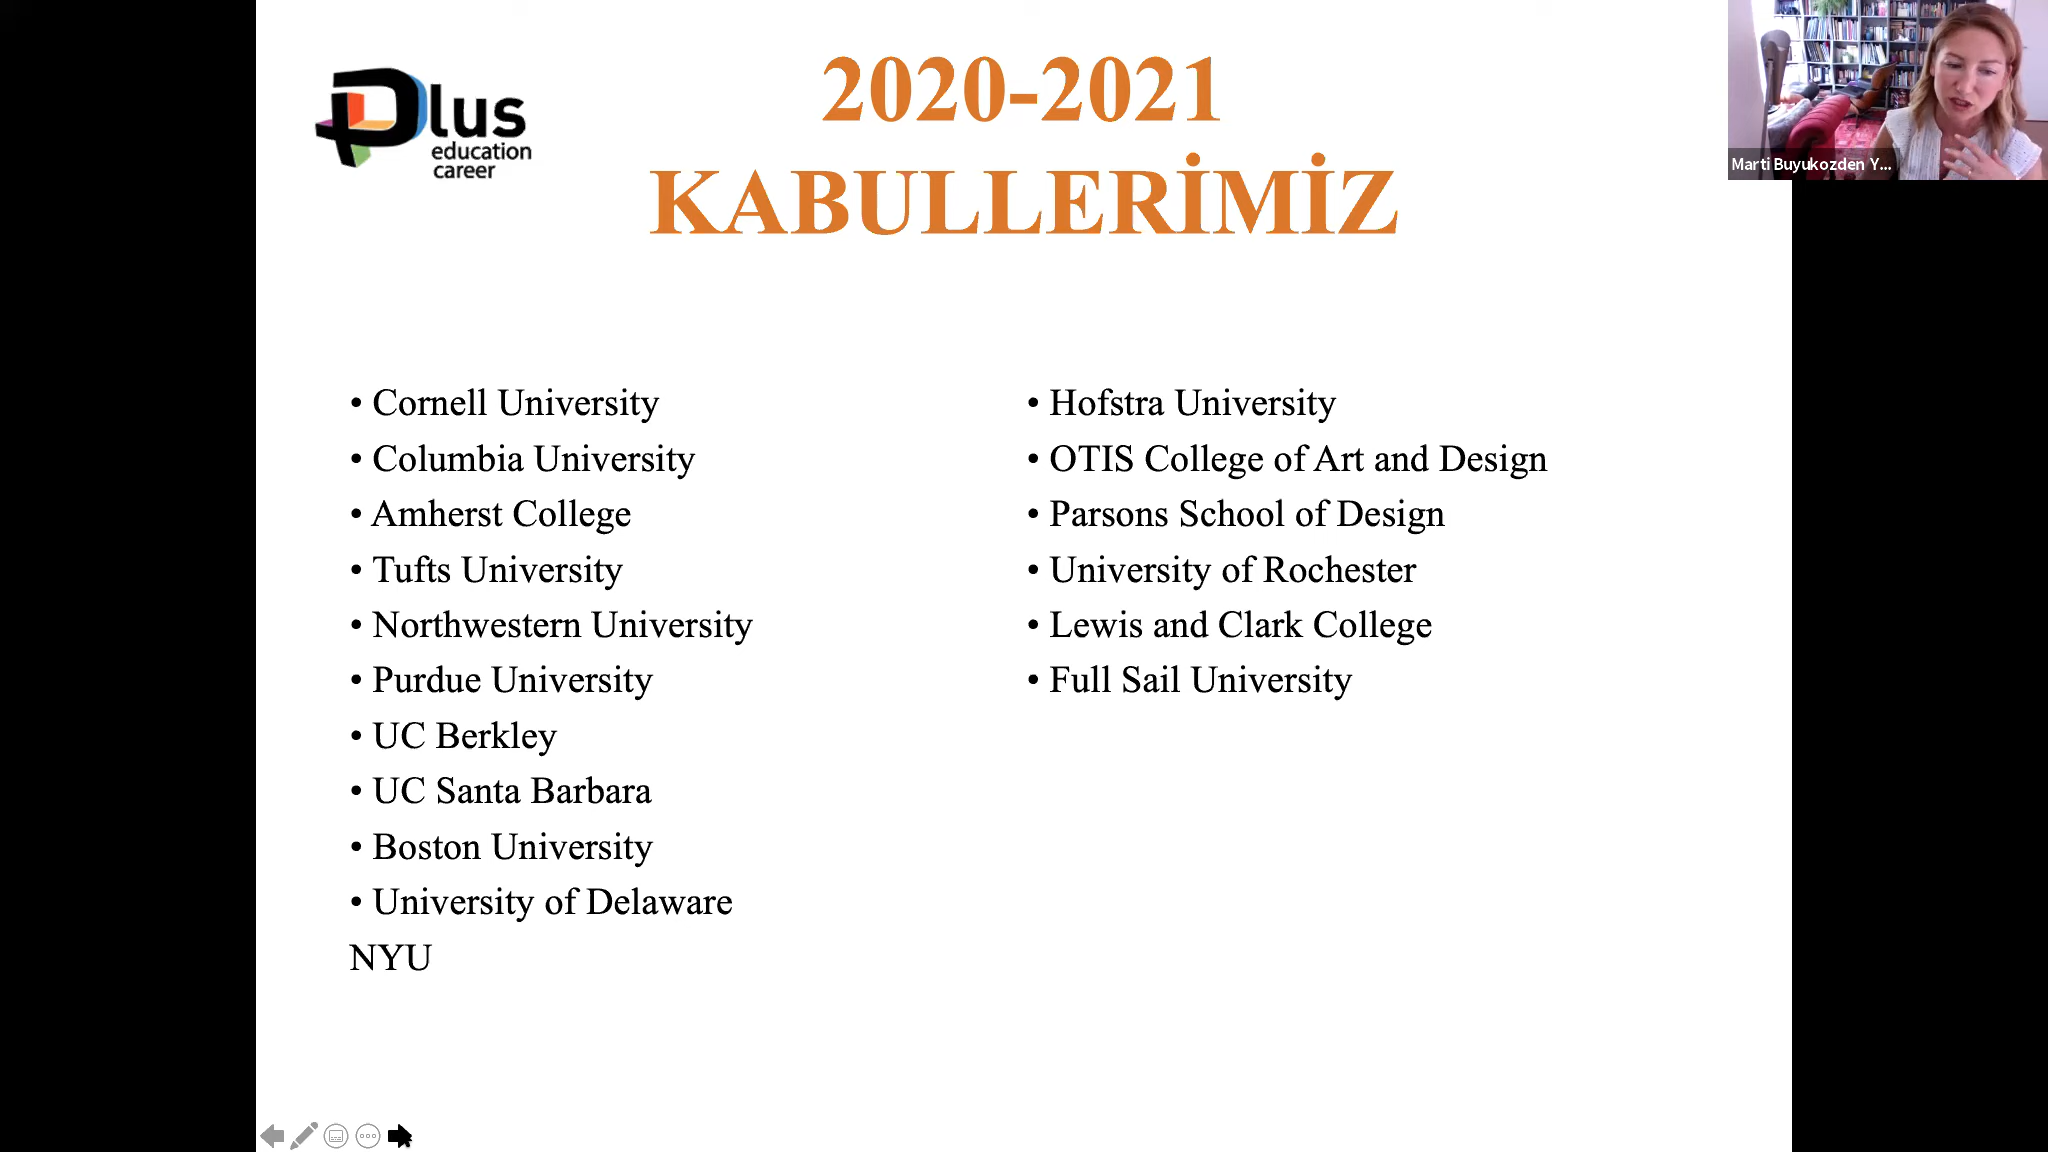 Plus
education
career
2020-2021
KABULLERİMİZ
Marti Buyukozden Y...
• Cornell University
• Columbia University
• Amherst College
• Tufts University
• Northwestern University
• Purdue University
• UC Berkley
• UC Santa Barbara
• Boston University
• University of Delaware
NYU
• Hofstra University
• OTIS College of Art and Design
• Parsons School of Design
• University of Rochester
• Lewis and Clark College
• Full Sail University